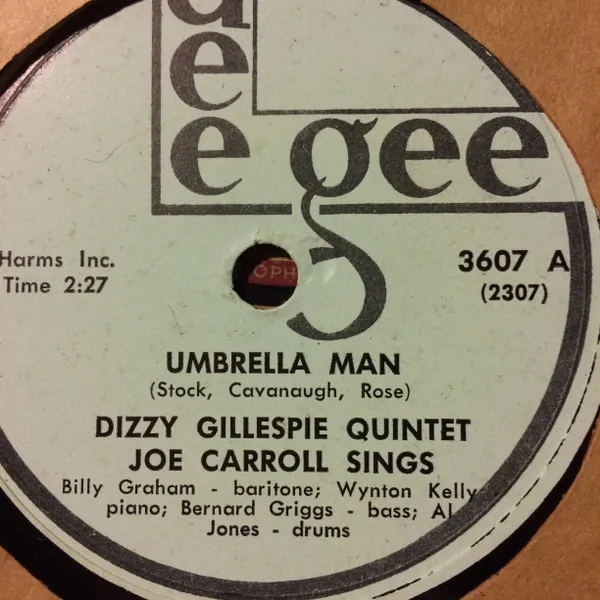 dee gee
Harms Inc.
Time 2:27
OPH
3607 A
(2307)
UMBRELLA MAN
(Stock, Cavanaugh, Rose)
DIZZY GILLESPIE QUINTET
JOE CARROLL SINGS
Billy Graham - baritone; Wynton Kelly
piano; Bernard Griggs - bass; Al
Jones - drums